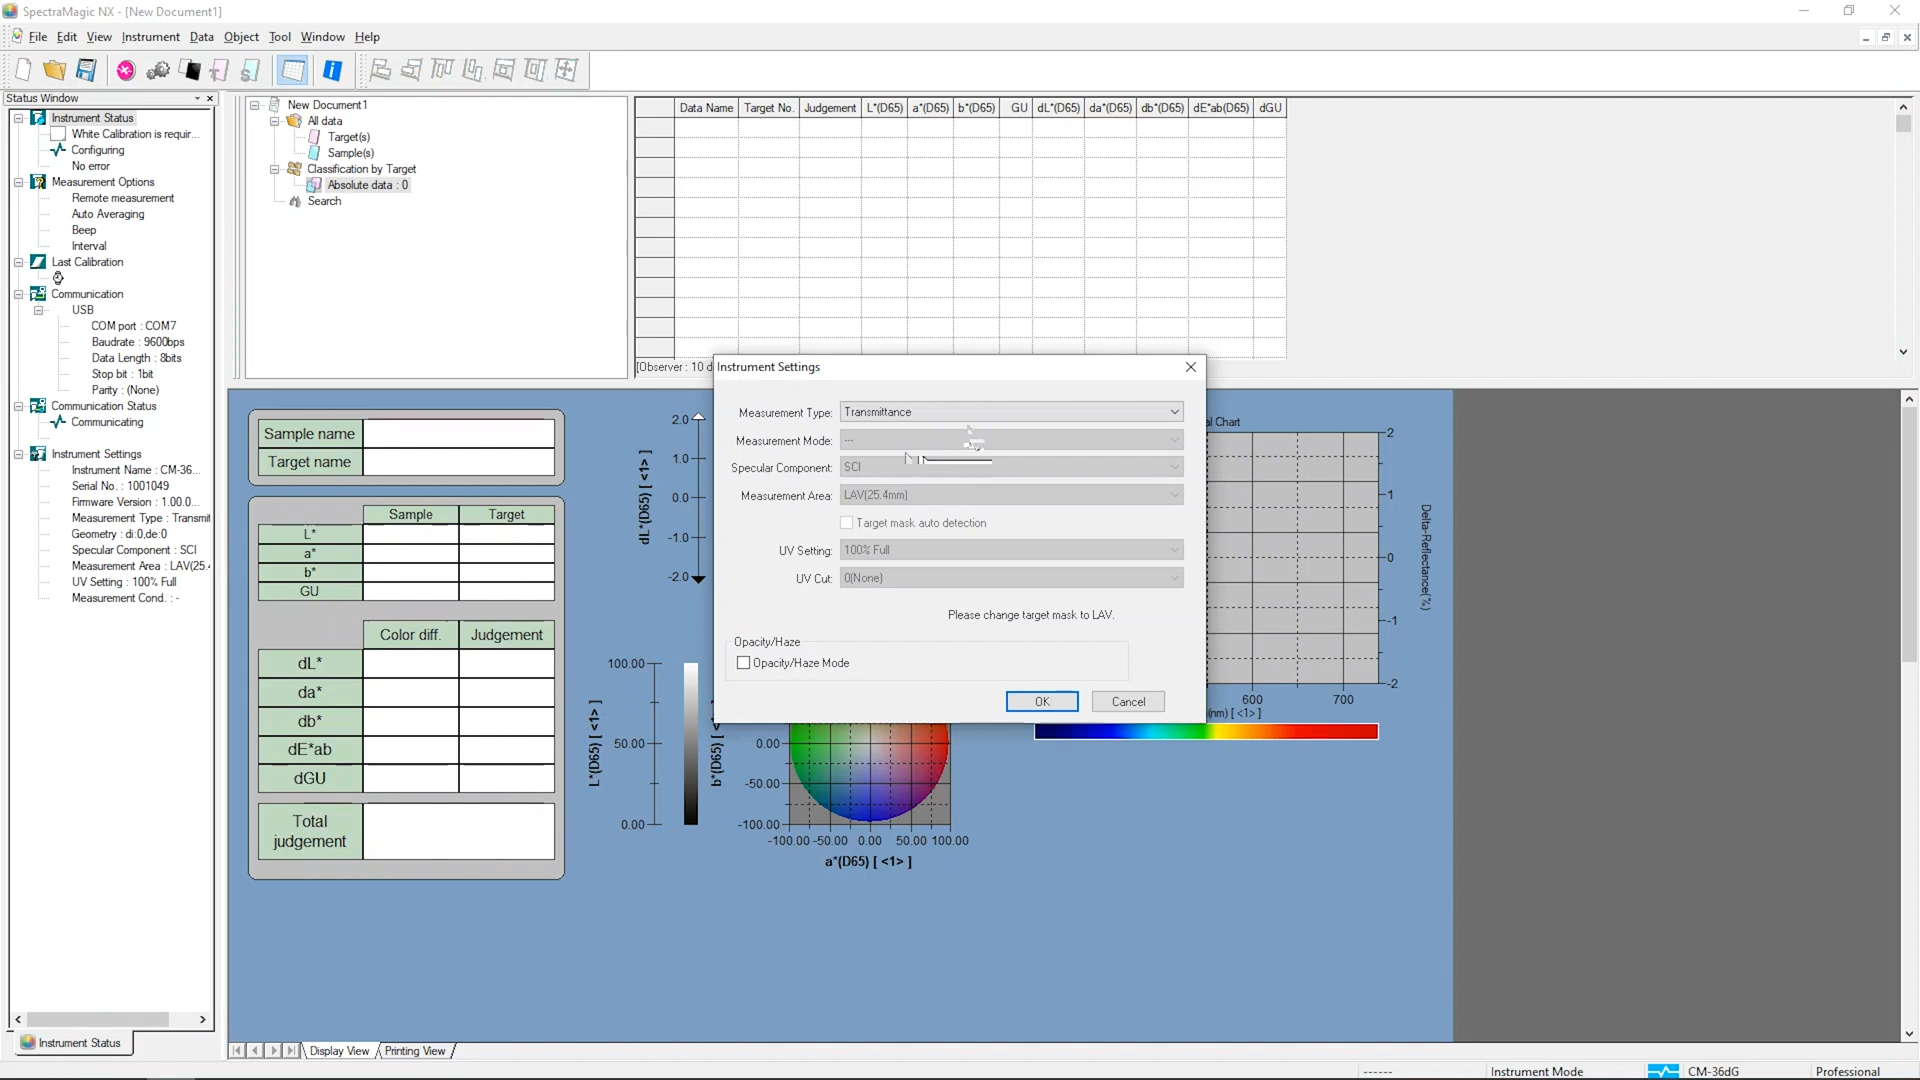 SpectraMagic NX - [New Document1]
File Edit View Instrument Data Object Tool Window Help
Status Window
Instrument Status
White Calibration is requir...
Configuring
No error
Measurement Options
Remote measurement
Auto Averaging
Beep
Interval
Last Calibration
Communication
USB
COM port : COM7
Baudrate : 9600bps
Data Length : 8bits
Stop bit : 1bit
Parity : (None)
Communication Status
Communicating
Instrument Settings
Instrument Name : CM-36...
Serial No. : 1001049
Firmware Version : 1.00.0...
Measurement Type : Transmit
Geometry : di:0,de:0
Specular Component : SCI
Measurement Area : LAV(25.4
UV Setting : 100% Full
Measurement Cond. : -
Instrument Status
New Document1
All data
Target(s)
Sample(s)
Classification by Target
Absolute data : 0
Search
Data Name Target No. Judgement L*(D65) a*(D65) b*(D65) GU dL*(D65) da*(D65) db*(D65) dE*ab(D65) dGU
[Observer : 10 d
Sample name
Target name
Sample Target
L*
a*
b*
GU
Color diff. Judgement
dL*
da*
db*
dE*ab
dGU
Total
judgement
dL*(D65) [ <1> ]
2.0
1.0
0.0
-1.0
-2.0
L*(D65) [ <1> ]
100.00
50.00
0.00
b*(D65) [ <1> ]
0.00
-50.00
-100.00
-100.00 -50.00 0.00 50.00 100.00
a*(D65) [ <1> ]
Instrument Settings
Measurement Type: Transmittance
Measurement Mode: ---
Specular Component: SCI
Measurement Area: LAV(25.4mm)
Target mask auto detection
UV Setting: 100% Full
UV Cut: 0(None)
Please change target mask to LAV.
Opacity/Haze
Opacity/Haze Mode
OK Cancel
al Chart
2
1
0
-1
-2
Delta-Reflectance(%)
600 700
(nm) [ <1> ]
Display View Printing View
------ Instrument Mode CM-36dG Professional